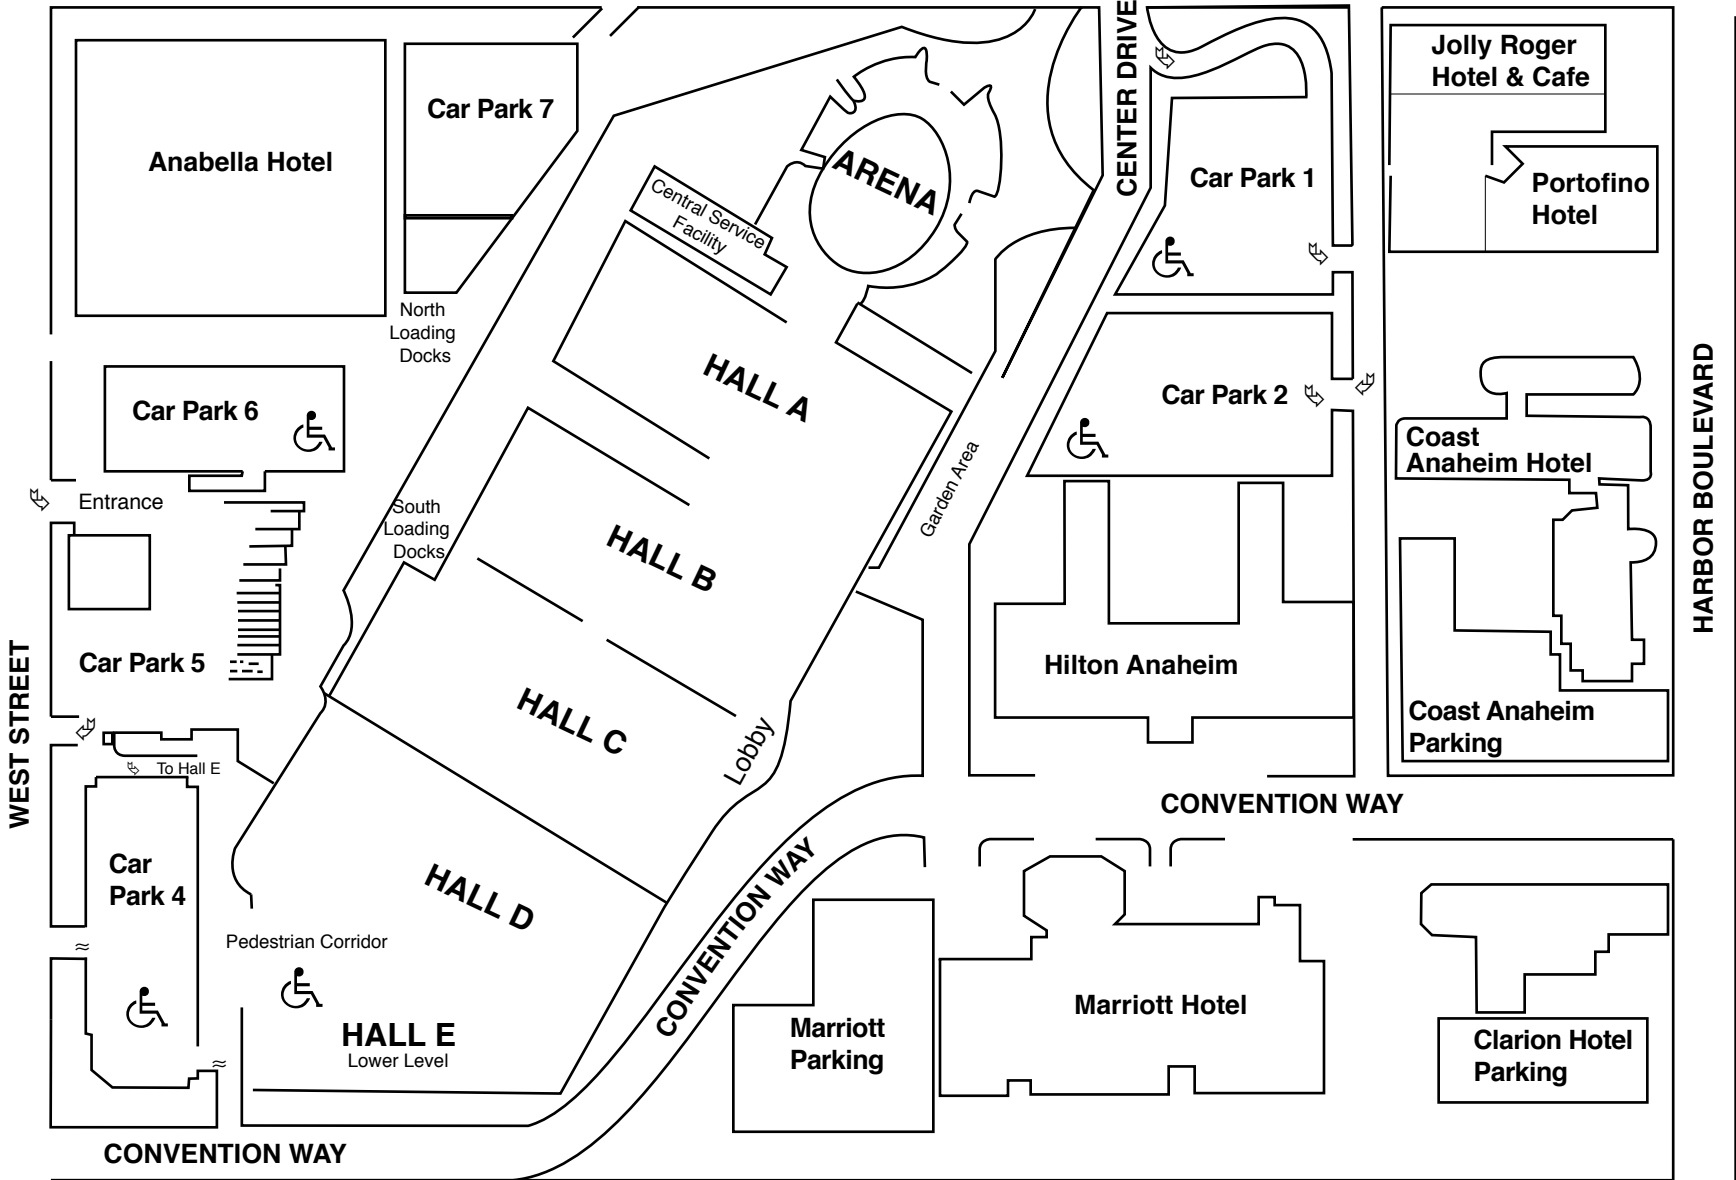 CENTER DRIVE
Jolly Roger
Hotel & Cafe
Car Park 7
Anabella Hotel
ARENA
Car Park 1
Portofino
Hotel
Central Service
Facility
North
Loading
Docks
HALL A
Car Park 2
Car Park 6
Coast
Anaheim Hotel
HARBOR BOULEVARD
Garden Area
Entrance
South
Loading
Docks
HALL B
Car Park 5
Hilton Anaheim
WEST STREET
HALL C
Lobby
Coast Anaheim
Parking
To Hall E
CONVENTION WAY
Car
Park 4
HALL D
CONVENTION WAY
Pedestrian Corridor
Marriott Hotel
HALL E
Lower Level
Marriott
Parking
Clarion Hotel
Parking
CONVENTION WAY